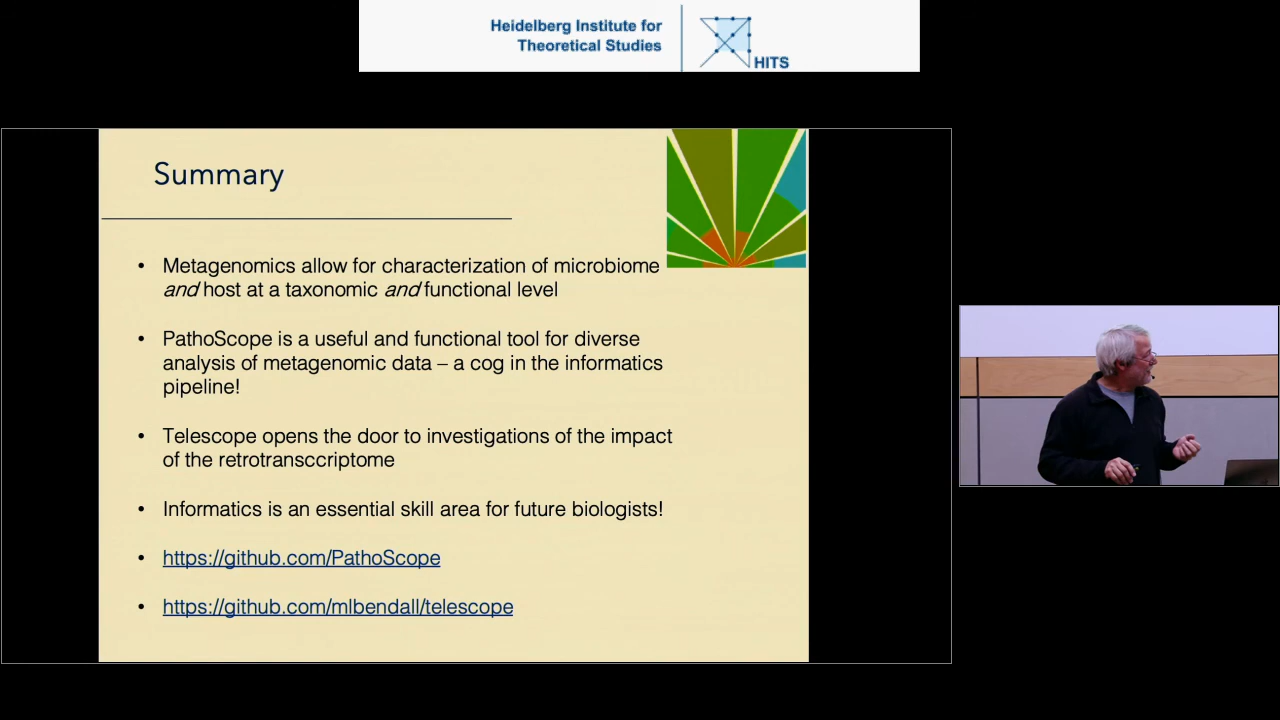 Heidelberg Institute for
Theoretical Studies
HITS
Summary
• Metagenomics allow for characterization of microbiome
and host at a taxonomic and functional level
• PathoScope is a useful and functional tool for diverse
analysis of metagenomic data – a cog in the informatics
pipeline!
• Telescope opens the door to investigations of the impact
of the retrotransccriptome
• Informatics is an essential skill area for future biologists!
• https://github.com/PathoScope
• https://github.com/mlbendall/telescope